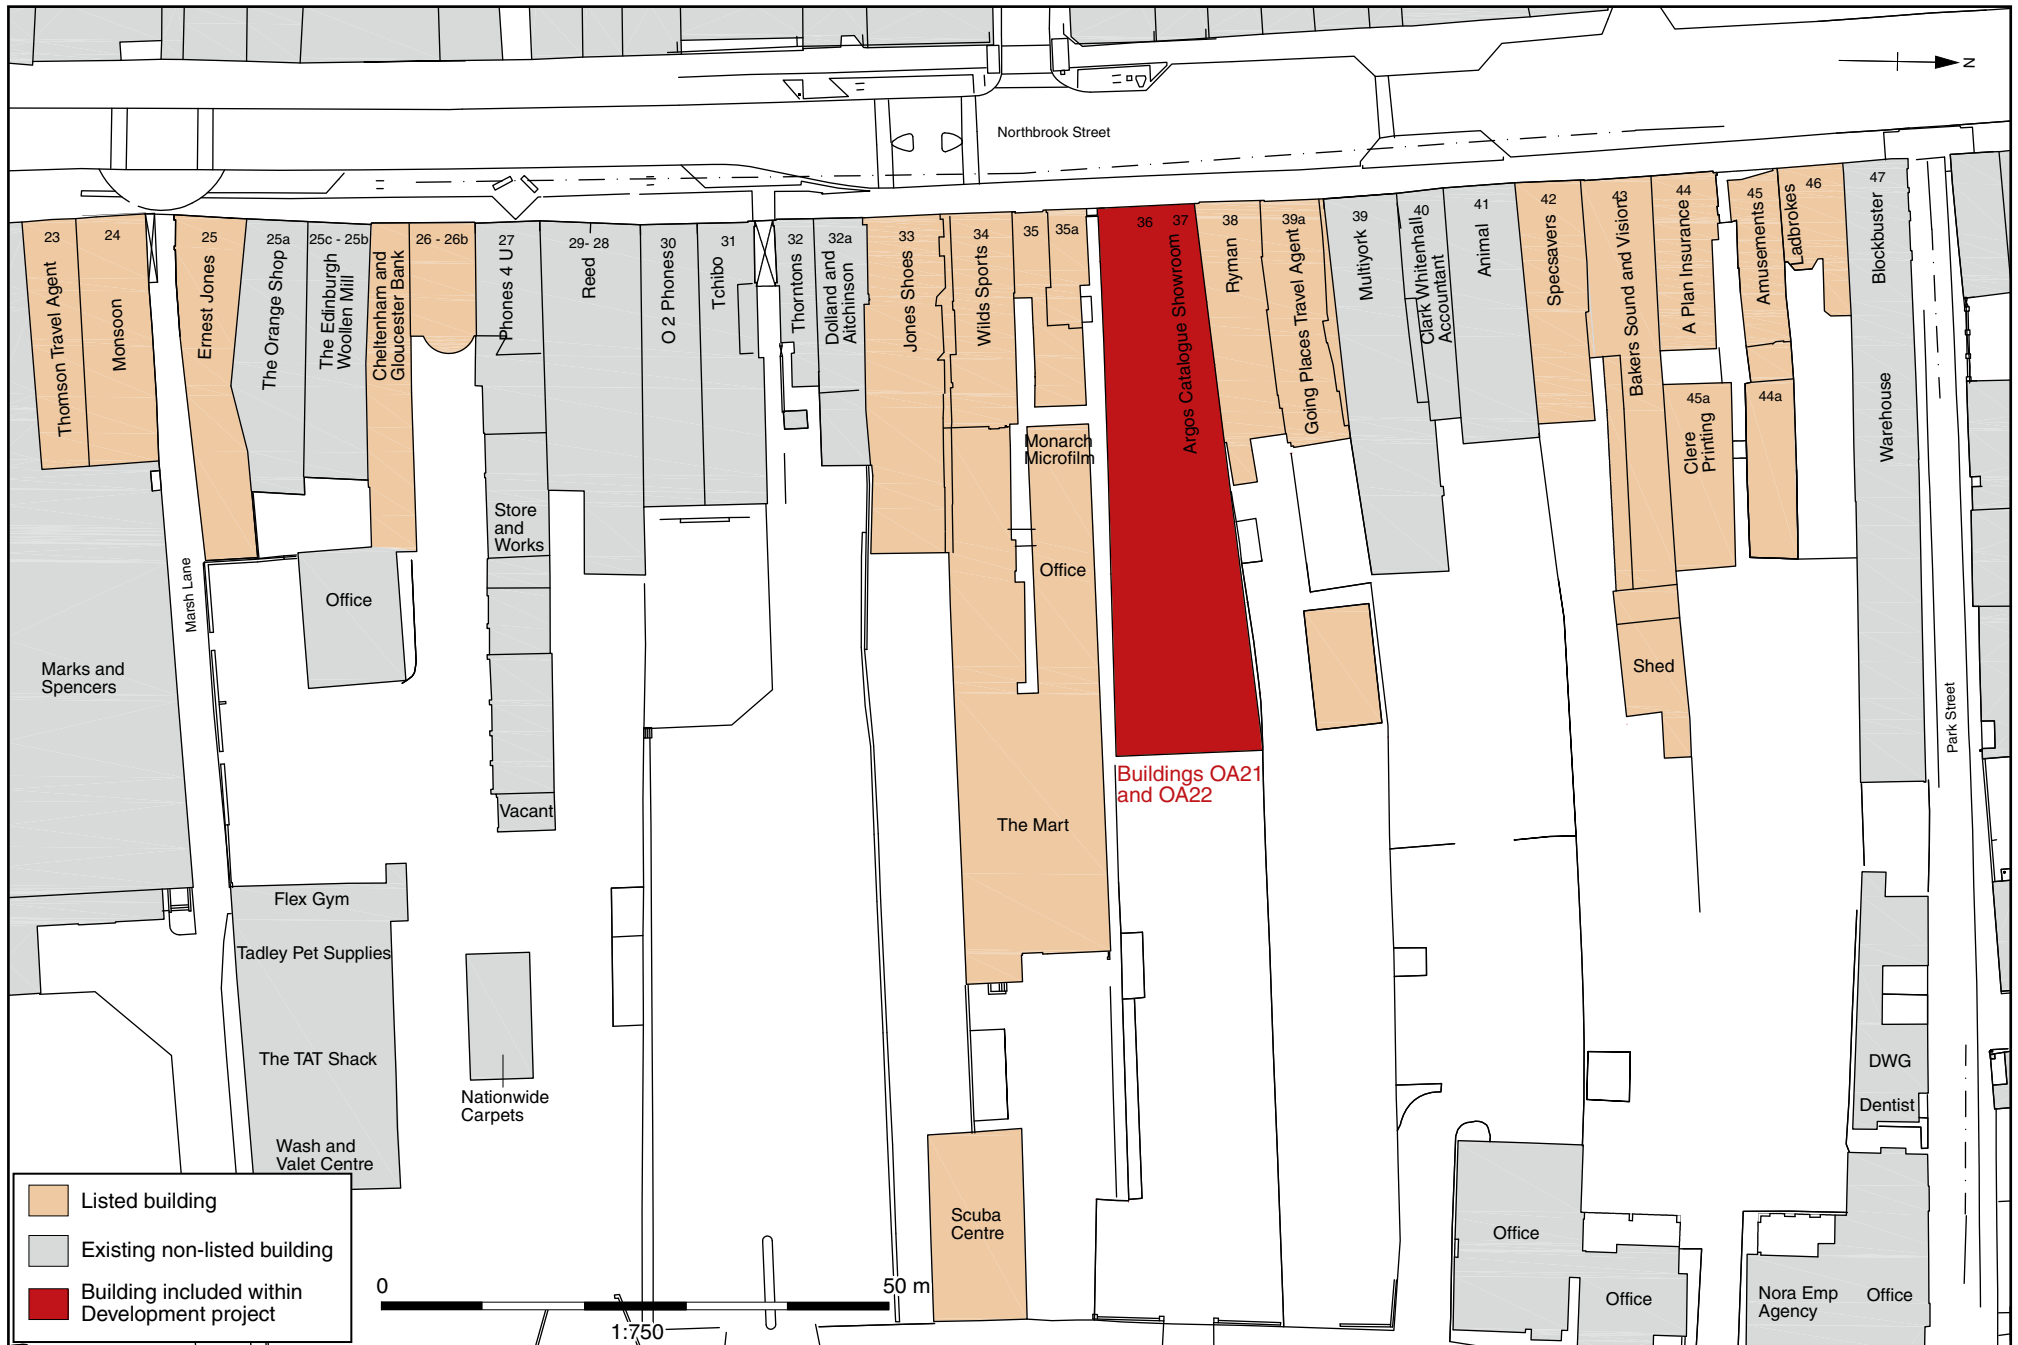 N
Northbrook Street
23
Thomson Travel Agent
24
Monsoon
25
Ernest Jones
25a
The Orange Shop
25c - 25b
The Edinburgh
Woollen Mill
Cheltenham and
Gloucester Bank
26 - 26b
27
Phones 4 U
29- 28
Reed
30
O 2 Phones
31
Tchibo
32
Thorntons
32a
Dolland and
Aitchinson
33
Jones Shoes
34
Wilds Sports
35
35a
36
37
Argos Catalogue Showroom
38
Ryman
39a
Going Places Travel Agent
39
Multiyork
40
Clark Whitenhall
Accountant
41
Animal
42
Specsavers
43
Bakers Sound and Vision
44
A Plan Insurance
45
Amusements
46
Ladbrokes
47
Blockbuster
Warehouse
45a
Clere
Printing
44a
Monarch
Microfilm
Office
Store
and
Works
Marsh Lane
Office
Marks and
Spencers
Shed
Park Street
Buildings OA21
and OA22
Vacant
The Mart
Flex Gym
Tadley Pet Supplies
The TAT Shack
Wash and
Valet Centre
Nationwide
Carpets
DWG
Dentist
Scuba
Centre
Office
Office
Nora Emp
Agency
Office
Listed building
Existing non-listed building
Building included within
Development project
0
50 m
1:750